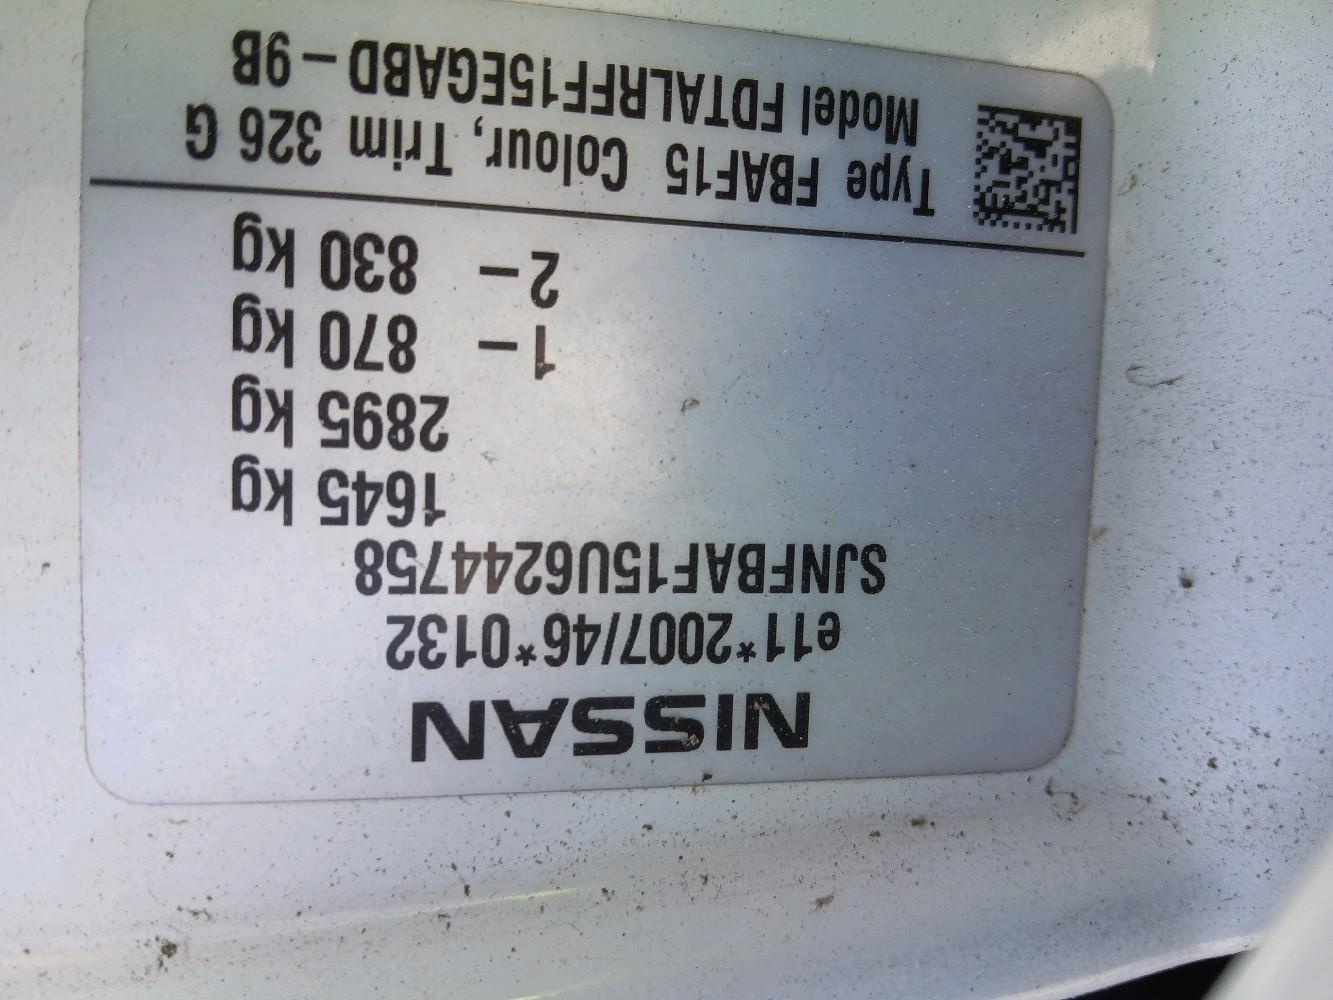 NISSAN
e11*2007/46*0132
SJNFBAF15U6244758
1645 kg
2895 kg
1– 870 kg
2– 830 kg
Type FBAF15 Colour, Trim 326 G
Model FDTALRFF15EGABD – 9B